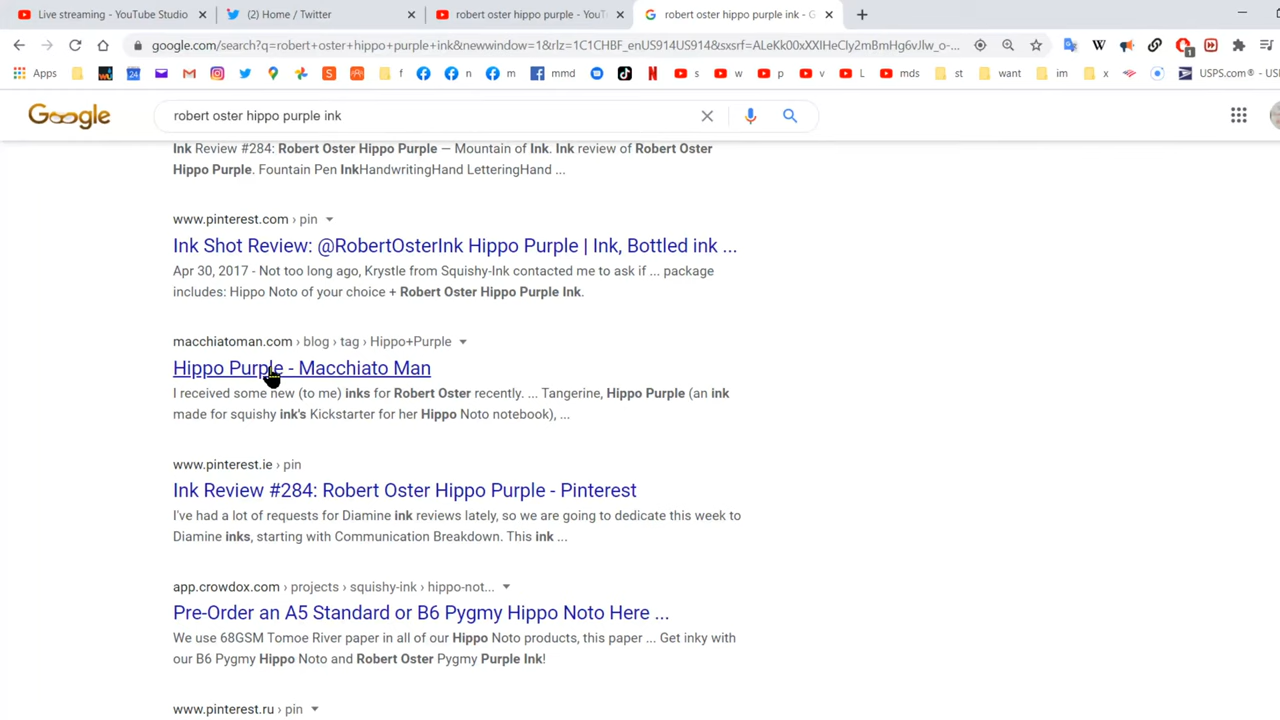 Live streaming - YouTube Studio
(2) Home / Twitter
robert oster hippo purple - YouT
robert oster hippo purple ink - G
google.com/search?q=robert+oster+hippo+purple+ink&newwindow=1&rlz=1C1CHBF_enUS914US914&sxsrf=ALeKk00xXXIHeCIy2mBmHg6vJlw_o-...
Apps
f
n
m
mmd
s
w
p
v
L
mds
st
want
im
x
USPS.com® - US
Google
robert oster hippo purple ink
Ink Review #284: Robert Oster Hippo Purple — Mountain of Ink. Ink review of Robert Oster
Hippo Purple. Fountain Pen InkHandwritingHand LetteringHand ...
www.pinterest.com › pin
Ink Shot Review: @RobertOsterInk Hippo Purple | Ink, Bottled ink ...
Apr 30, 2017 - Not too long ago, Krystle from Squishy-Ink contacted me to ask if ... package
includes: Hippo Noto of your choice + Robert Oster Hippo Purple Ink.
macchiatoman.com › blog › tag › Hippo+Purple
Hippo Purple - Macchiato Man
I received some new (to me) inks for Robert Oster recently. ... Tangerine, Hippo Purple (an ink
made for squishy ink's Kickstarter for her Hippo Noto notebook), ...
www.pinterest.ie › pin
Ink Review #284: Robert Oster Hippo Purple - Pinterest
I've had a lot of requests for Diamine ink reviews lately, so we are going to dedicate this week to
Diamine inks, starting with Communication Breakdown. This ink ...
app.crowdox.com › projects › squishy-ink › hippo-not...
Pre-Order an A5 Standard or B6 Pygmy Hippo Noto Here ...
We use 68GSM Tomoe River paper in all of our Hippo Noto products, this paper ... Get inky with
our B6 Pygmy Hippo Noto and Robert Oster Pygmy Purple Ink!
www.pinterest.ru › pin